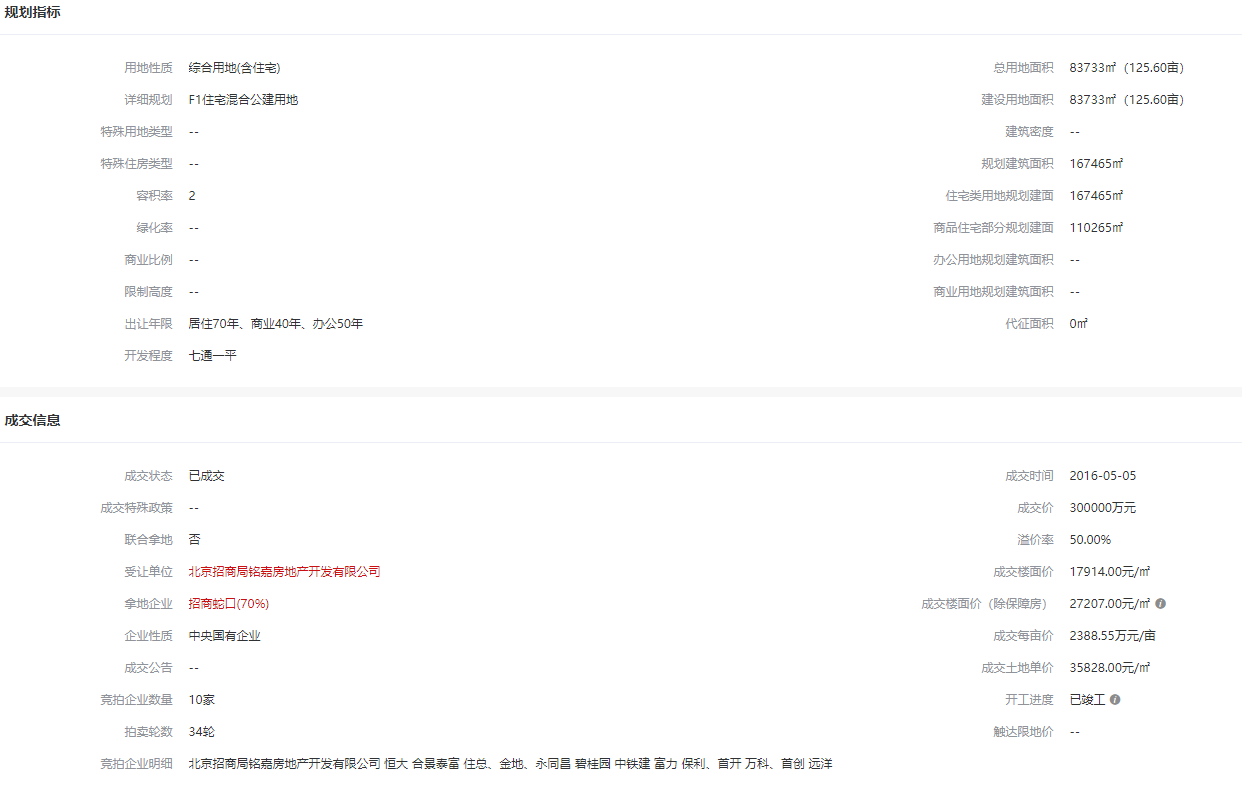 规划指标
用地性质 综合用地(含住宅) 总用地面积 83733㎡（125.60亩）
详细规划 F1住宅混合公建用地 建设用地面积 83733㎡（125.60亩）
特殊用地类型 -- 建筑密度 --
特殊住房类型 -- 规划建筑面积 167465㎡
容积率 2 住宅类用地规划建面 167465㎡
绿化率 -- 商品住宅部分规划建面 110265㎡
商业比例 -- 办公用地规划建筑面积 --
限制高度 -- 商业用地规划建筑面积 --
出让年限 居住70年、商业40年、办公50年 代征面积 0㎡
开发程度 七通一平
成交信息
成交状态 已成交 成交时间 2016-05-05
成交特殊政策 -- 成交价 300000万元
联合拿地 否 溢价率 50.00%
受让单位 北京招商局铭嘉房地产开发有限公司 成交楼面价 17914.00元/㎡
拿地企业 招商蛇口(70%) 成交楼面价（除保障房） 27207.00元/㎡
企业性质 中央国有企业 成交每亩价 2388.55万元/亩
成交公告 -- 成交土地单价 35828.00元/㎡
竞拍企业数量 10家 开工进度 已竣工
拍卖轮数 34轮 触达限地价 --
竞拍企业明细 北京招商局铭嘉房地产开发有限公司 恒大 合景泰富 住总、金地、永同昌 碧桂园 中铁建 富力 保利、首开 万科、首创 远洋